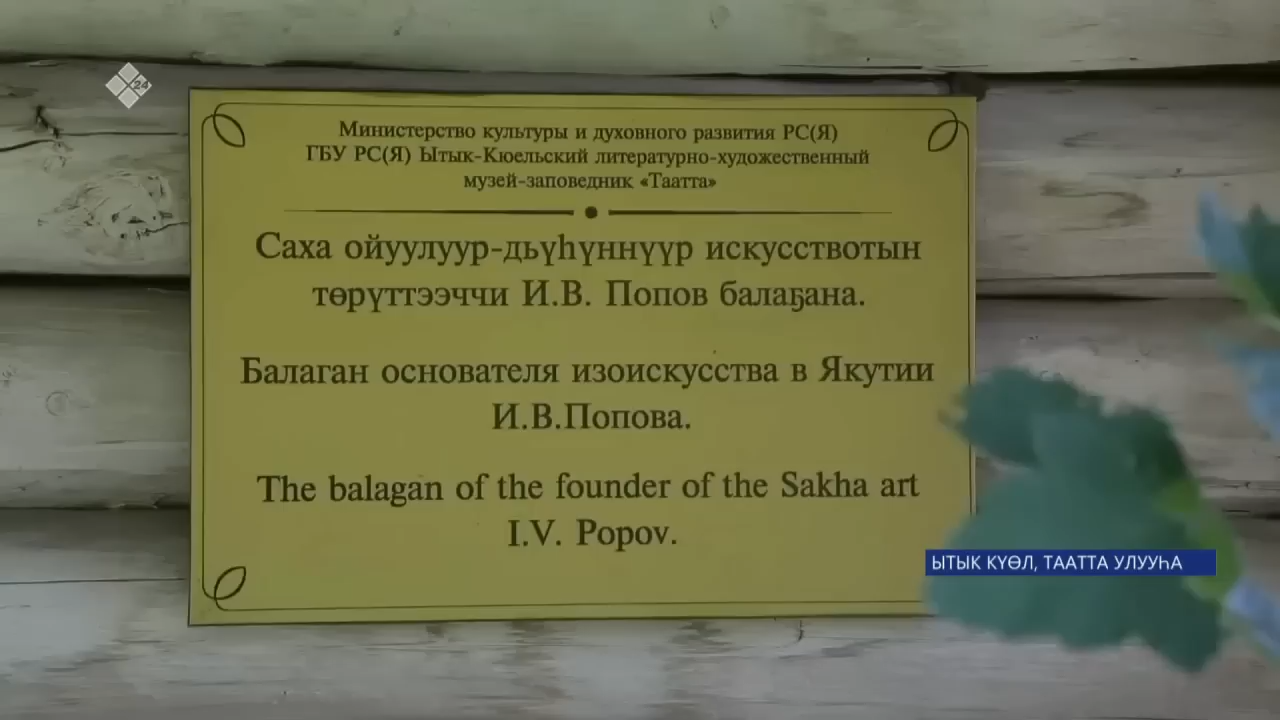 24
Министерство культуры и духовного развития РС(Я)
ГБУ РС(Я) Ытык-Кюельский литературно-художественный
музей-заповедник «Таатта»
Саха ойуулуур-дьүһүннүүр искусствотын
төрүттээччи И.В. Попов балаҕана.
Балаган основателя изоискусства в Якутии
И.В.Попова.
The balagan of the founder of the Sakha art
I.V. Popov.
ЫТЫК КҮӨЛ, ТААТТА УЛУУҺА